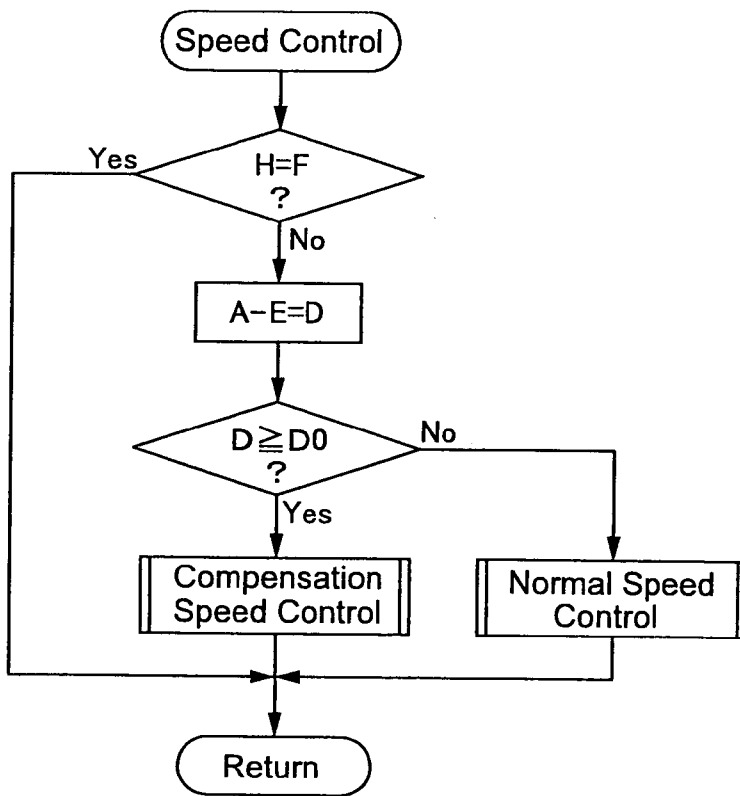 Speed Control
H=F
?
Yes
No
A-E=D
D≧D0
?
No
Yes
Compensation
Speed Control
Normal Speed
Control
Return